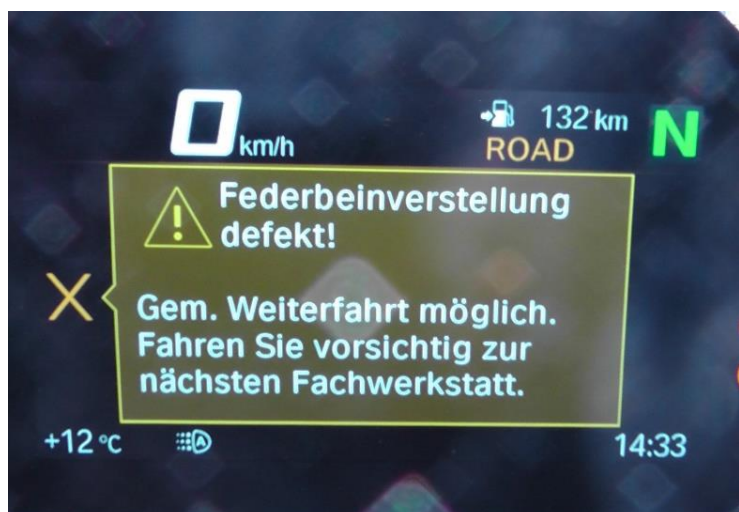 0 km/h
132 km
ROAD
N
Federbeinverstellung
defekt!
X
Gem. Weiterfahrt möglich.
Fahren Sie vorsichtig zur
nächsten Fachwerkstatt.
+12 °C
A
14:33